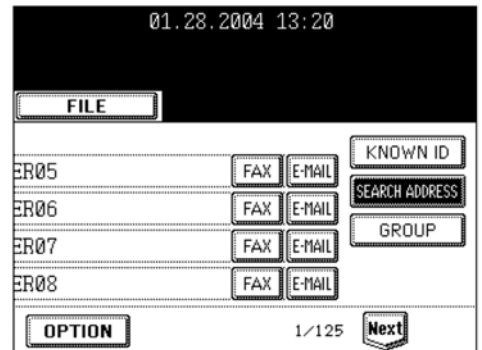 01.28.2004 13:20
FILE
KNOWN ID
ER05 FAX E-MAIL
SEARCH ADDRESS
ER06 FAX E-MAIL
GROUP
ER07 FAX E-MAIL
ER08 FAX E-MAIL
OPTION 1/125 Next